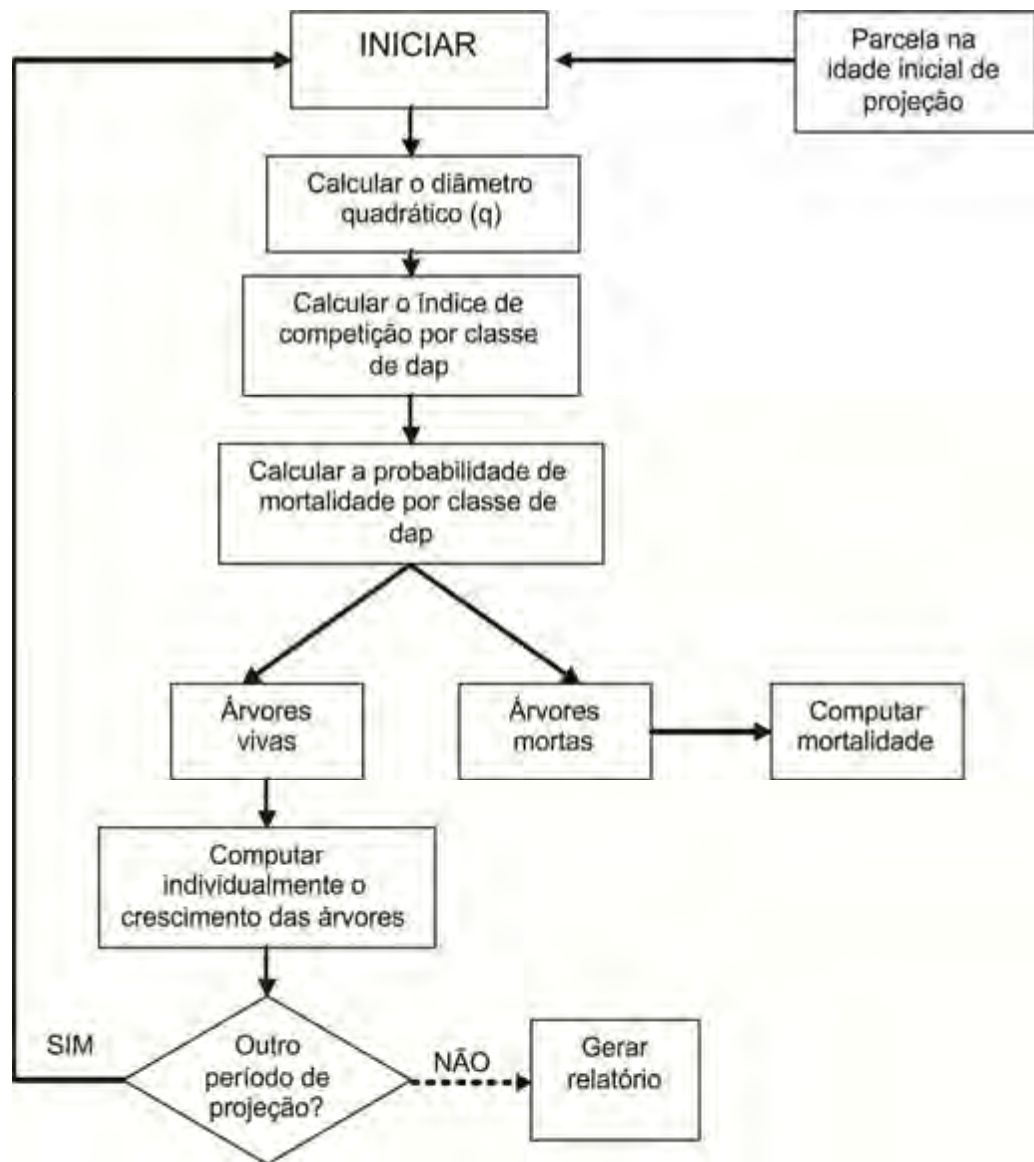 INICIAR
Parcela na
idade inicial de
projeção
Calcular o diâmetro
quadrático (q)
Calcular o índice de
competição por classe
de dap
Calcular a probabilidade de
mortalidade por classe de
dap
Árvores
vivas
Árvores
mortas
Computar
mortalidade
Computar
individualmente o
crescimento das árvores
SIM
Outro
período de
projeção?
NÃO
Gerar
relatório